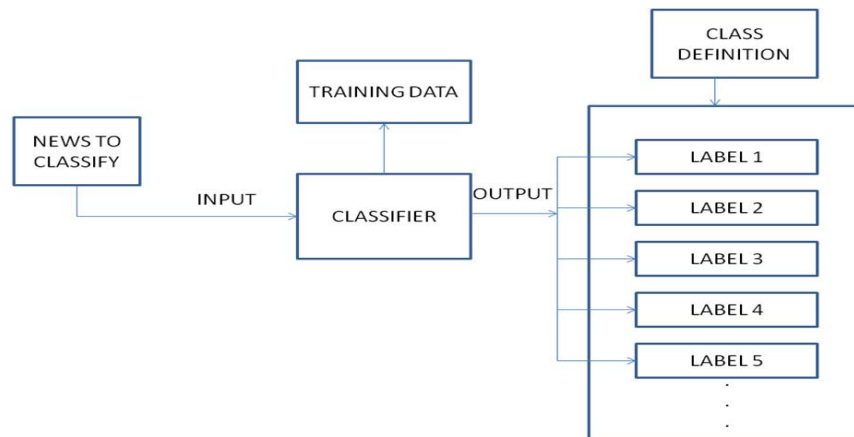 CLASS
DEFINITION
TRAINING DATA
NEWS TO
CLASSIFY
INPUT
CLASSIFIER
OUTPUT
LABEL 1
LABEL 2
LABEL 3
LABEL 4
LABEL 5
.
.
.